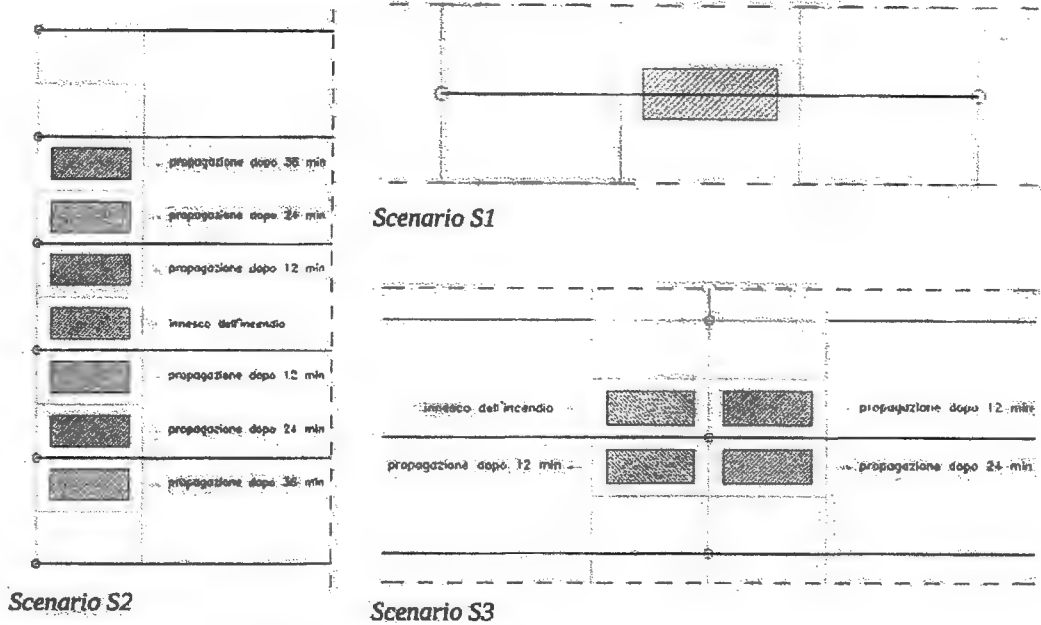 propagazione dopo 36 min
propagazione dopo 24 min
propagazione dopo 12 min
innesco dell'incendio
propagazione dopo 12 min
propagazione dopo 24 min
propagazione dopo 36 min
Scenario S2
Scenario S1
innesco dell'incendio
propagazione dopo 12 min
propagazione dopo 12 min
propagazione dopo 24 min
Scenario S3